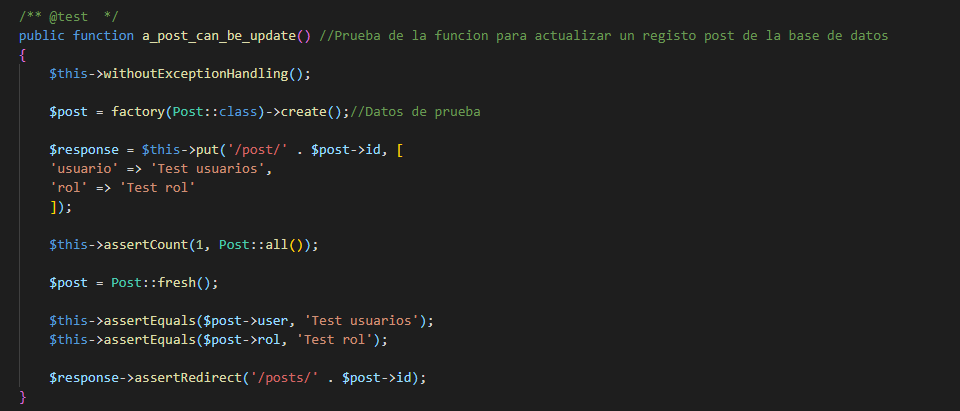 /** @test  */
public function a_post_can_be_update() //Prueba de la funcion para actualizar un registo post de la base de datos
{
$this->withoutExceptionHandling();
$post = factory(Post::class)->create();//Datos de prueba
$response = $this->put('/post/' . $post->id, [
'usuario' => 'Test usuarios',
'rol' => 'Test rol'
]);
$this->assertCount(1, Post::all());
$post = Post::fresh();
$this->assertEquals($post->user, 'Test usuarios');
$this->assertEquals($post->rol, 'Test rol');
$response->assertRedirect('/posts/' . $post->id);
}